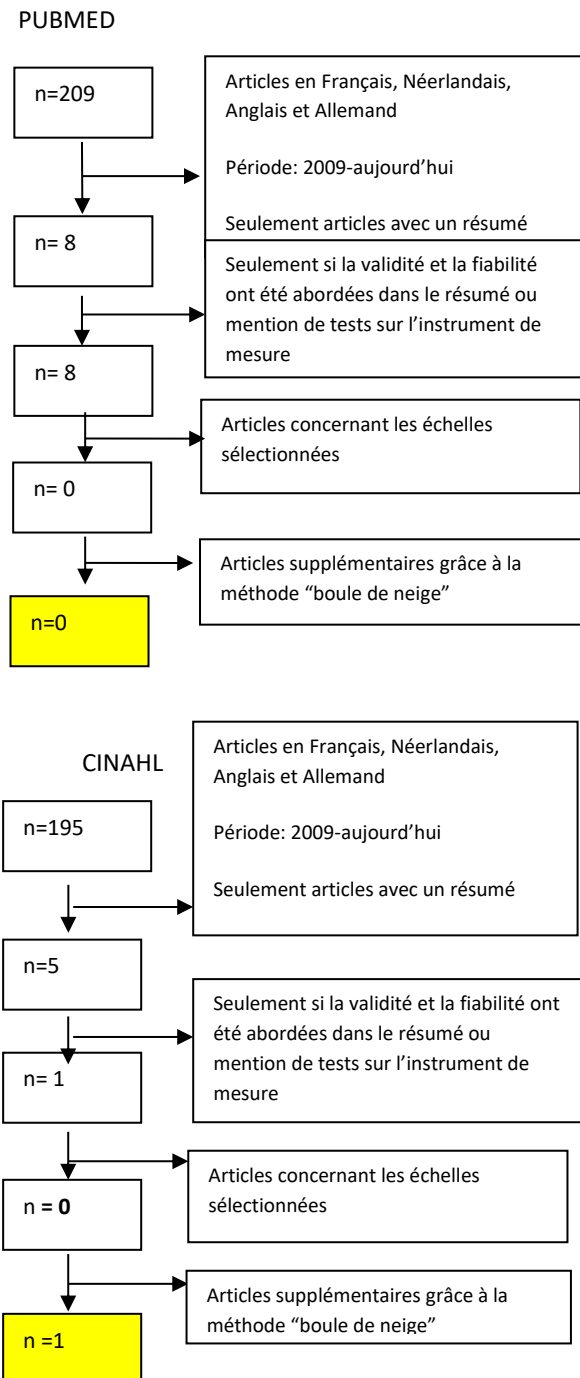 PUBMED
n=209
Articles en Français, Néerlandais,
Anglais et Allemand
Période: 2009-aujourd’hui
Seulement articles avec un résumé
n= 8
Seulement si la validité et la fiabilité
ont été abordées dans le résumé ou
mention de tests sur l’instrument de
mesure
n= 8
Articles concernant les échelles
sélectionnées
n= 0
Articles supplémentaires grâce à la
méthode “boule de neige”
n=0
CINAHL
Articles en Français, Néerlandais,
Anglais et Allemand
Période: 2009-aujourd’hui
Seulement articles avec un résumé
n=195
n=5
Seulement si la validité et la fiabilité ont
été abordées dans le résumé ou
mention de tests sur l’instrument de
mesure
n= 1
Articles concernant les échelles
sélectionnées
n = 0
Articles supplémentaires grâce à la
méthode “boule de neige”
n =1